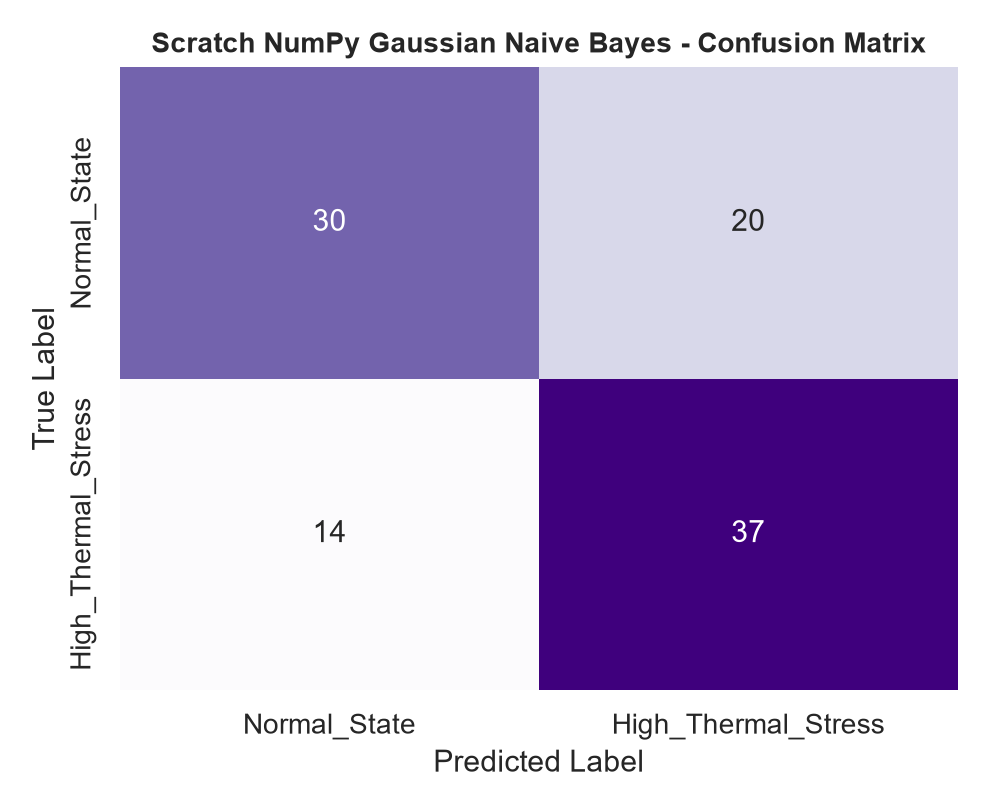 Scratch NumPy Gaussian Naive Bayes - Confusion Matrix
True Label
Normal_State
30
20
High_Thermal_Stress
14
37
Normal_State
High_Thermal_Stress
Predicted Label